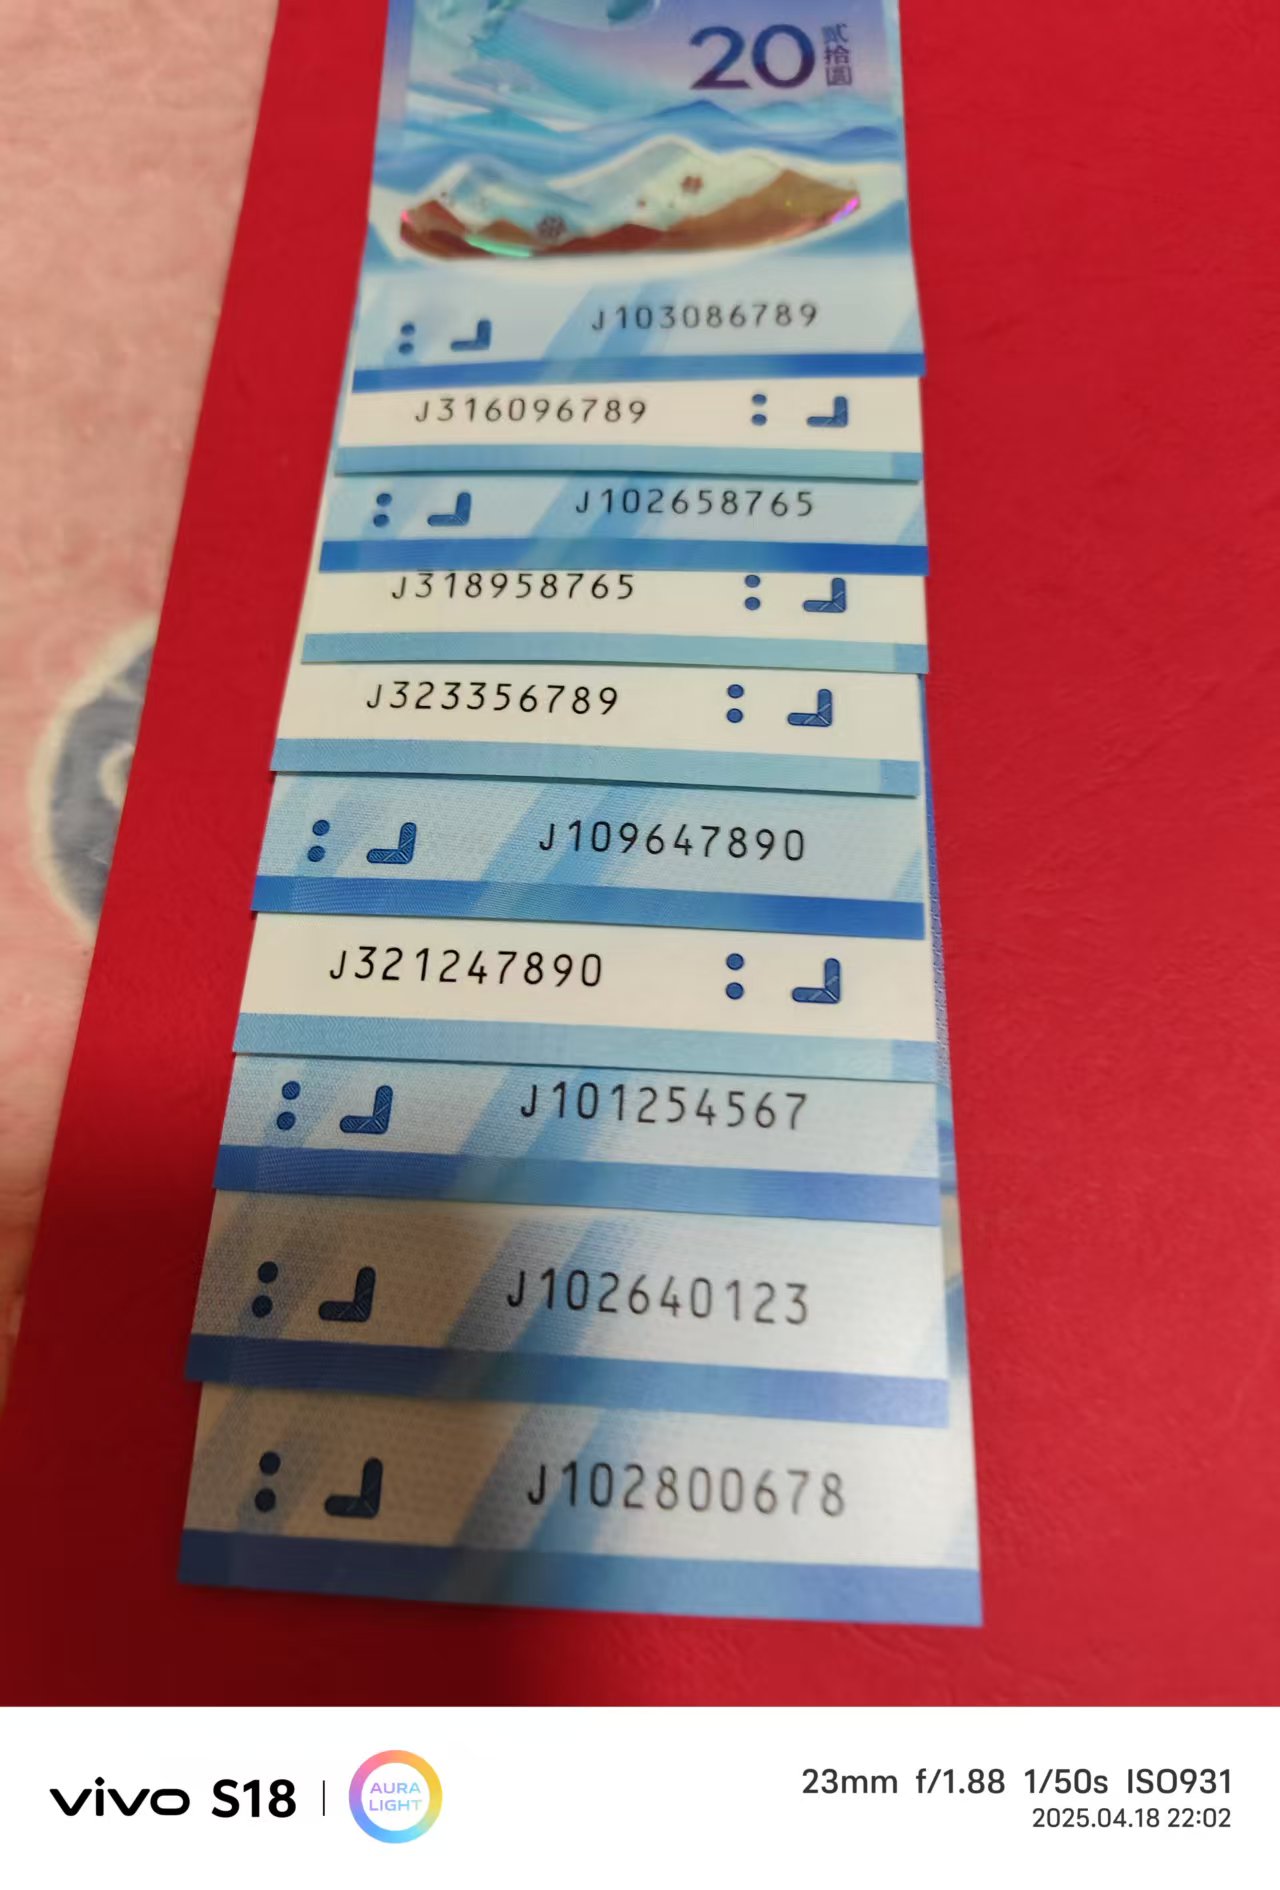 20 贰拾圆
J103086789
J316096789
J102658765
J318958765
J323356789
J109647890
J321247890
J101254567
J102640123
J102800678
vivo S18 | AURA LIGHT
23mm f/1.88 1/50s ISO931
2025.04.18 22:02